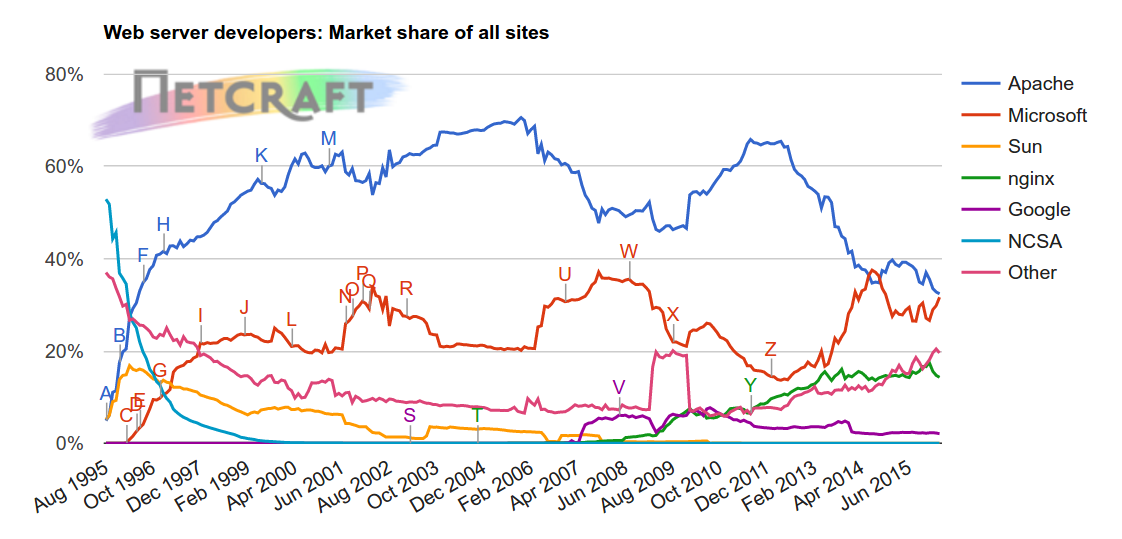 Web server developers: Market share of all sites
NETCRAFT
80%
60%
40%
20%
0%
A
B
C
D
E
F
G
H
I
J
K
L
M
N
O
P
Q
R
S
T
U
V
W
X
Y
Z
Aug 1995
Oct 1996
Dec 1997
Feb 1999
Apr 2000
Jun 2001
Aug 2002
Oct 2003
Dec 2004
Feb 2006
Apr 2007
Jun 2008
Aug 2009
Oct 2010
Dec 2011
Feb 2013
Apr 2014
Jun 2015
Apache
Microsoft
Sun
nginx
Google
NCSA
Other